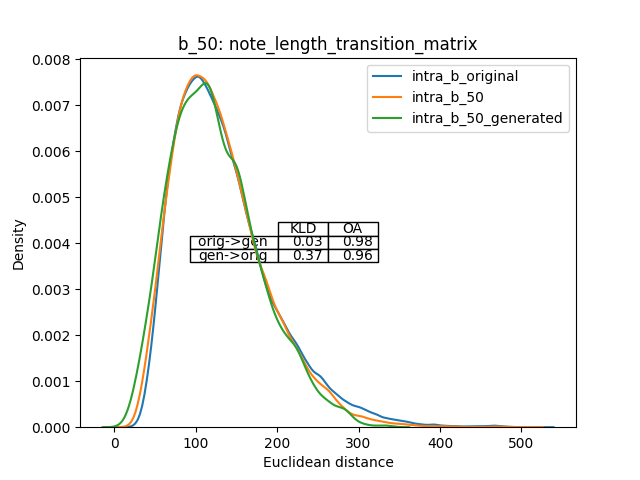 b_50: note_length_transition_matrix
intra_b_original
intra_b_50
intra_b_50_generated
0.008
0.007
0.006
0.005
0.004
0.003
0.002
0.001
0.000
Density
KLD OA
orig->gen 0.03 0.98
gen->orig 0.37 0.96
0 100 200 300 400 500
Euclidean distance